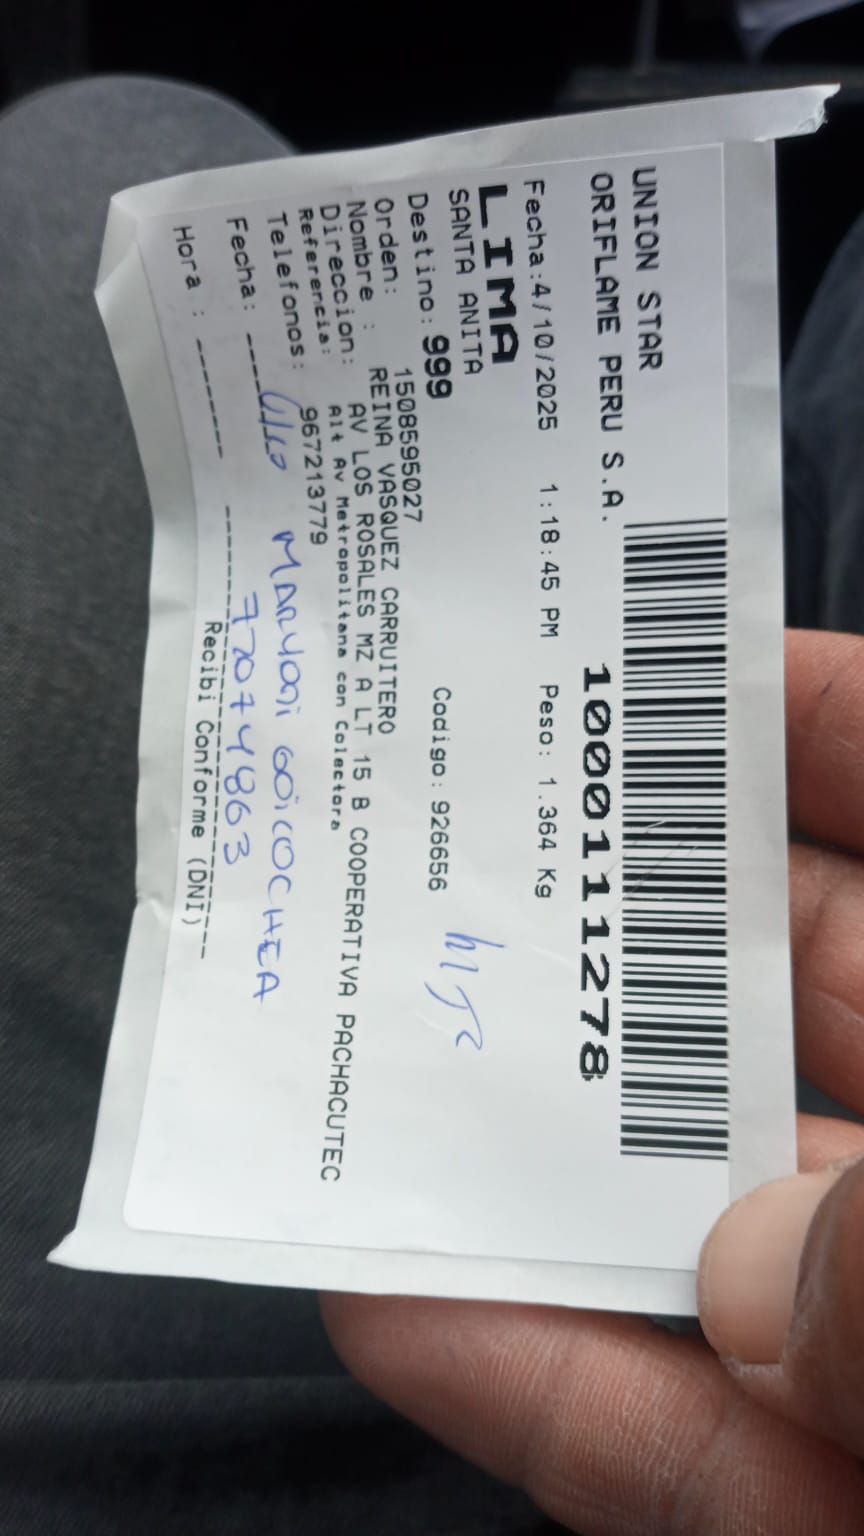 UNION STAR
ORIFLAME PERU S.A.
10001111278
Fecha:4/10/2025 1:18:45 PM Peso: 1.364 Kg
LIMA
SANTA ANITA
Destino: 999 Codigo: 926656
Orden: 1508595027
Nombre : REINA VASQUEZ CARRUITERO
Direccion: AV LOS ROSALES MZ A LT 15 B COOPERATIVA PACHACUTEC
Referencia: Alt Av Metropolitana con Colectora
Telefonos: 967213779
MARYORI GOICOCHEA
Fecha: 77074863
Hora : Recibi Conforme (DNI)